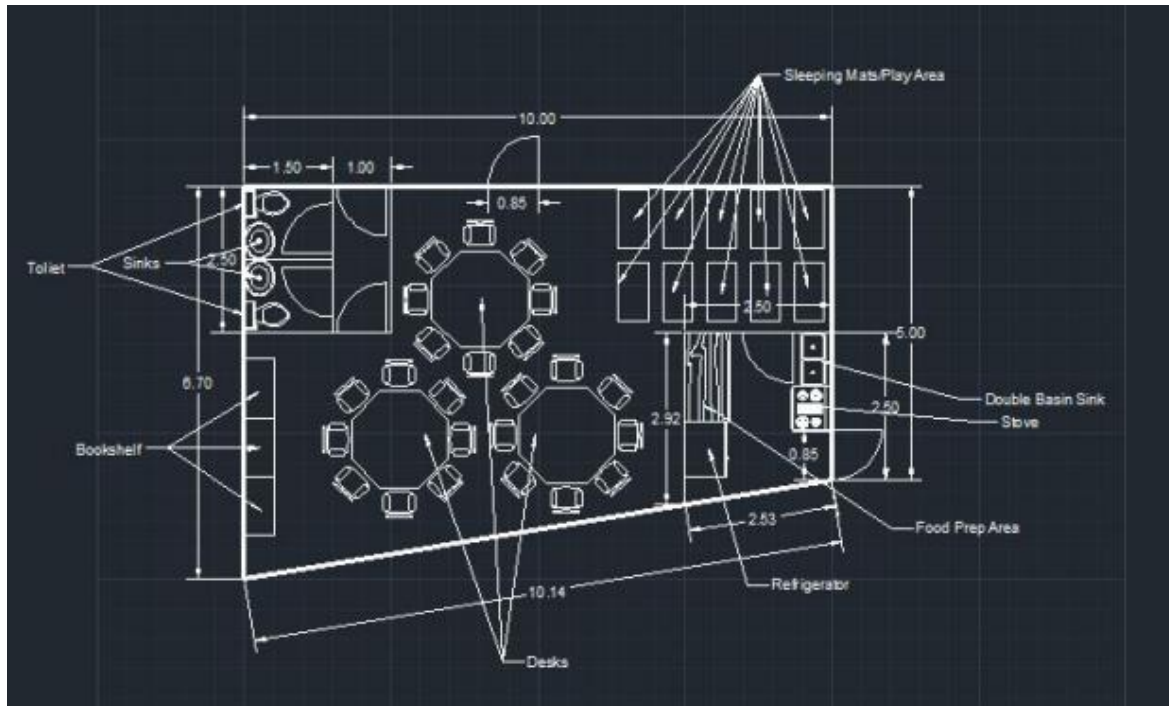 Sleeping Mats/Play Area
10.00
1.50
1.00
0.85
Toliet
Sinks
2.50
2.50
5.00
6.70
Double Basin Sink
2.92
2.50
Stove
Bookshelf
0.85
2.53
Food Prep Area
Refrigerator
10.14
Desks